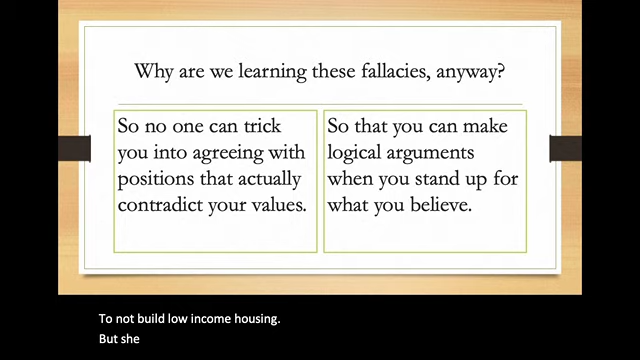 Why are we learning these fallacies, anyway?
So no one can trick
you into agreeing with
positions that actually
contradict your values.
So that you can make
logical arguments
when you stand up for
what you believe.
To not build low income housing.
But she